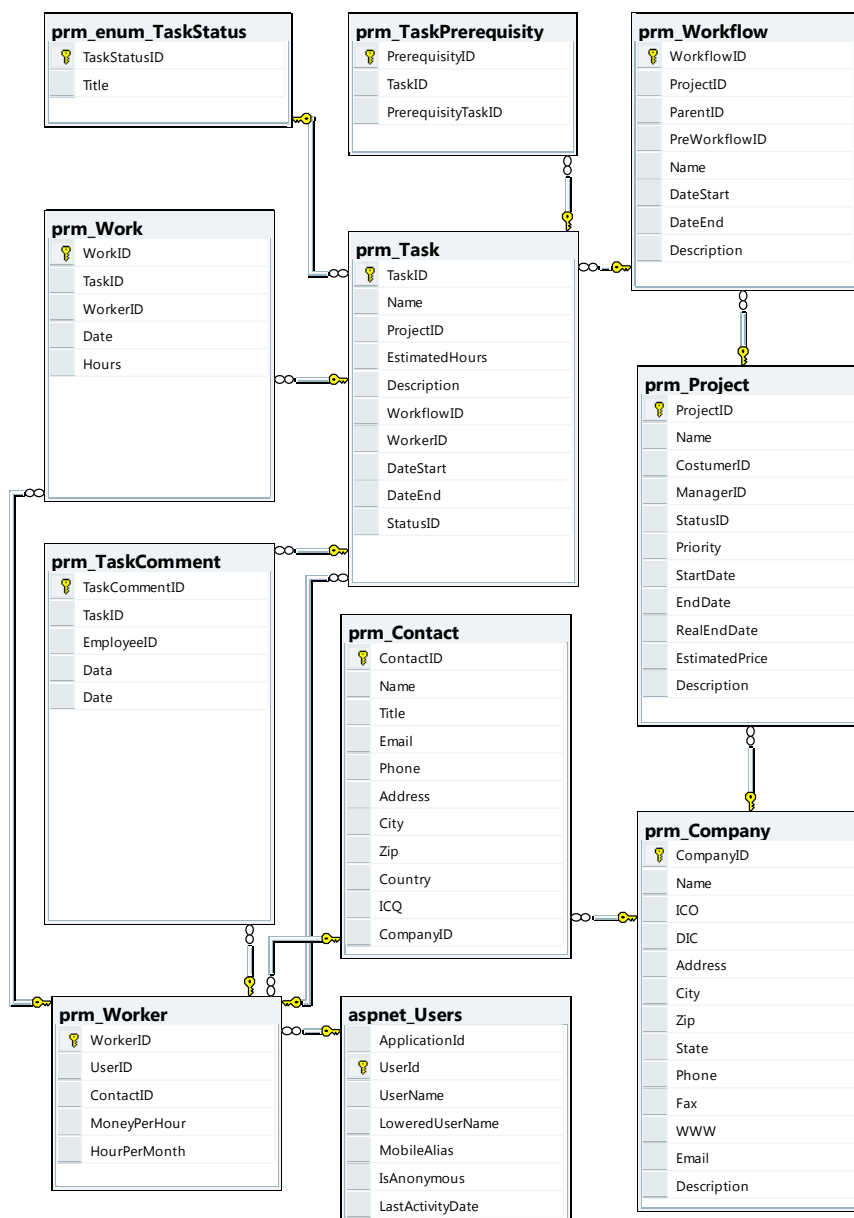 prm_enum_TaskStatus
TaskStatusID
Title
prm_TaskPrerequisity
PrerequisityID
TaskID
PrerequisityTaskID
prm_Workflow
WorkflowID
ProjectID
ParentID
PreWorkflowID
Name
DateStart
DateEnd
Description
prm_Work
WorkID
TaskID
WorkerID
Date
Hours
prm_Task
TaskID
Name
ProjectID
EstimatedHours
Description
WorkflowID
WorkerID
DateStart
DateEnd
StatusID
prm_Project
ProjectID
Name
CostumerID
ManagerID
StatusID
Priority
StartDate
EndDate
RealEndDate
EstimatedPrice
Description
prm_TaskComment
TaskCommentID
TaskID
EmployeeID
Data
Date
prm_Contact
ContactID
Name
Title
Email
Phone
Address
City
Zip
Country
ICQ
CompanyID
prm_Company
CompanyID
Name
ICO
DIC
Address
City
Zip
State
Phone
Fax
WWW
Email
Description
prm_Worker
WorkerID
UserID
ContactID
MoneyPerHour
HourPerMonth
aspnet_Users
ApplicationId
UserId
UserName
LoweredUserName
MobileAlias
IsAnonymous
LastActivityDate